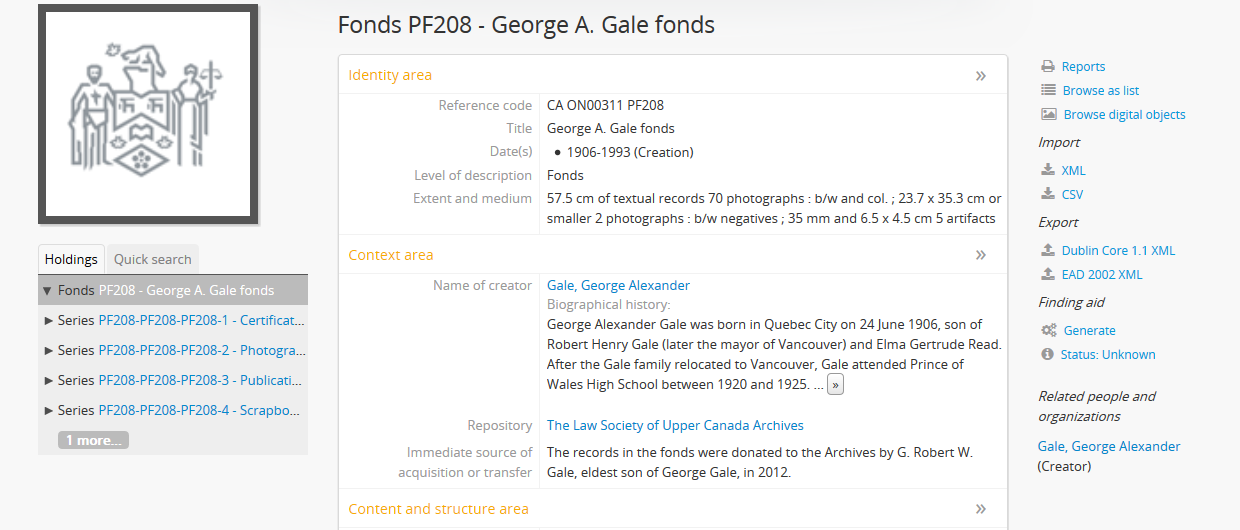 Fonds PF208 - George A. Gale fonds
Holdings
Quick search
Fonds PF208 - George A. Gale fonds
Series PF208-PF208-PF208-1 - Certificat...
Series PF208-PF208-PF208-2 - Photogra...
Series PF208-PF208-PF208-3 - Publicati...
Series PF208-PF208-PF208-4 - Scrapbo...
1 more...
Identity area »
Reference code CA ON00311 PF208
Title George A. Gale fonds
Date(s) • 1906-1993 (Creation)
Level of description Fonds
Extent and medium 57.5 cm of textual records 70 photographs : b/w and col. ; 23.7 x 35.3 cm or
smaller 2 photographs : b/w negatives ; 35 mm and 6.5 x 4.5 cm 5 artifacts
Context area »
Name of creator Gale, George Alexander
Biographical history:
George Alexander Gale was born in Quebec City on 24 June 1906, son of
Robert Henry Gale (later the mayor of Vancouver) and Elma Gertrude Read.
After the Gale family relocated to Vancouver, Gale attended Prince of
Wales High School between 1920 and 1925. ... »
Repository The Law Society of Upper Canada Archives
Immediate source of acquisition or transfer
The records in the fonds were donated to the Archives by G. Robert W.
Gale, eldest son of George Gale, in 2012.
Content and structure area »
Reports
Browse as list
Browse digital objects
Import
XML
CSV
Export
Dublin Core 1.1 XML
EAD 2002 XML
Finding aid
Generate
Status: Unknown
Related people and
organizations
Gale, George Alexander
(Creator)